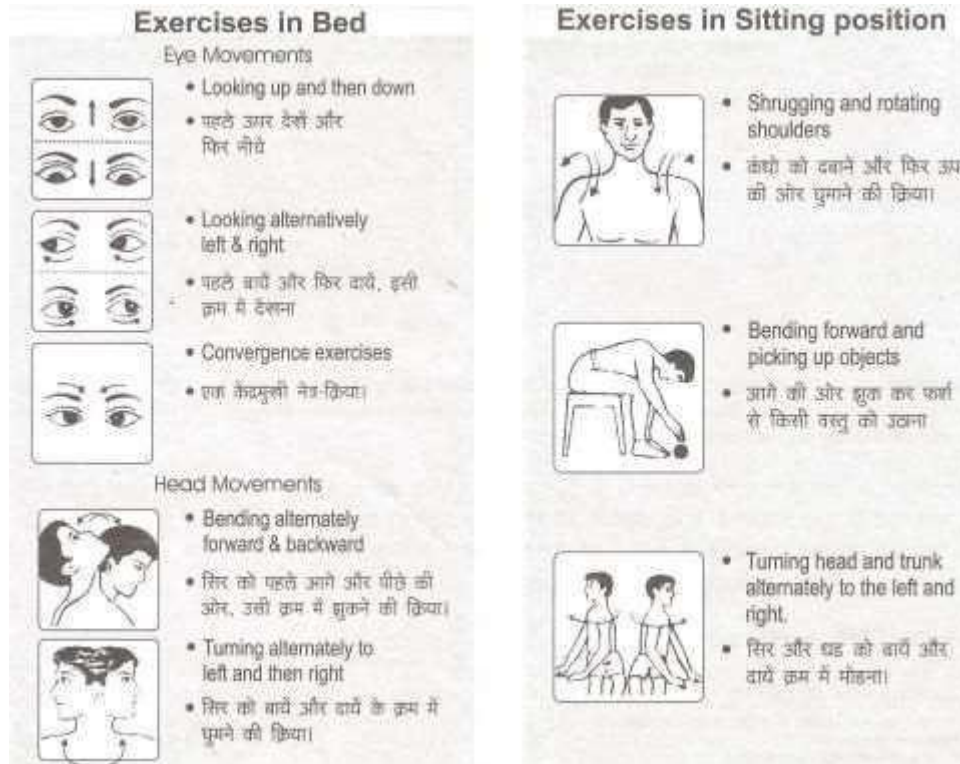 Exercises in Bed
Eye Movements
• Looking up and then down
• पहले उपर देखें और
फिर नीचे
• Looking alternatively
left & right
• पहले बायें और फिर दायें, इसी
क्रम में देखना
• Convergence exercises
• एक केंद्रमुखी नेत्र-क्रिया।
Head Movements
• Bending alternately
forward & backward
• सिर को पहले आगे और पीछे की
ओर, उसी क्रम में झुकने की क्रिया।
• Turning alternately to
left and then right
• सिर को बायें और दायें के क्रम में
घुमने की क्रिया।
Exercises in Sitting position
• Shrugging and rotating
shoulders
• कंधो को दबाने और फिर उप
की ओर घुमाने की क्रिया।
• Bending forward and
picking up objects
• आगे की ओर झुक कर फर्श
से किसी वस्तु को उठाना
• Turning head and trunk
alternately to the left and
right.
• सिर और धड को बायें और
दायें क्रम में मोडना।